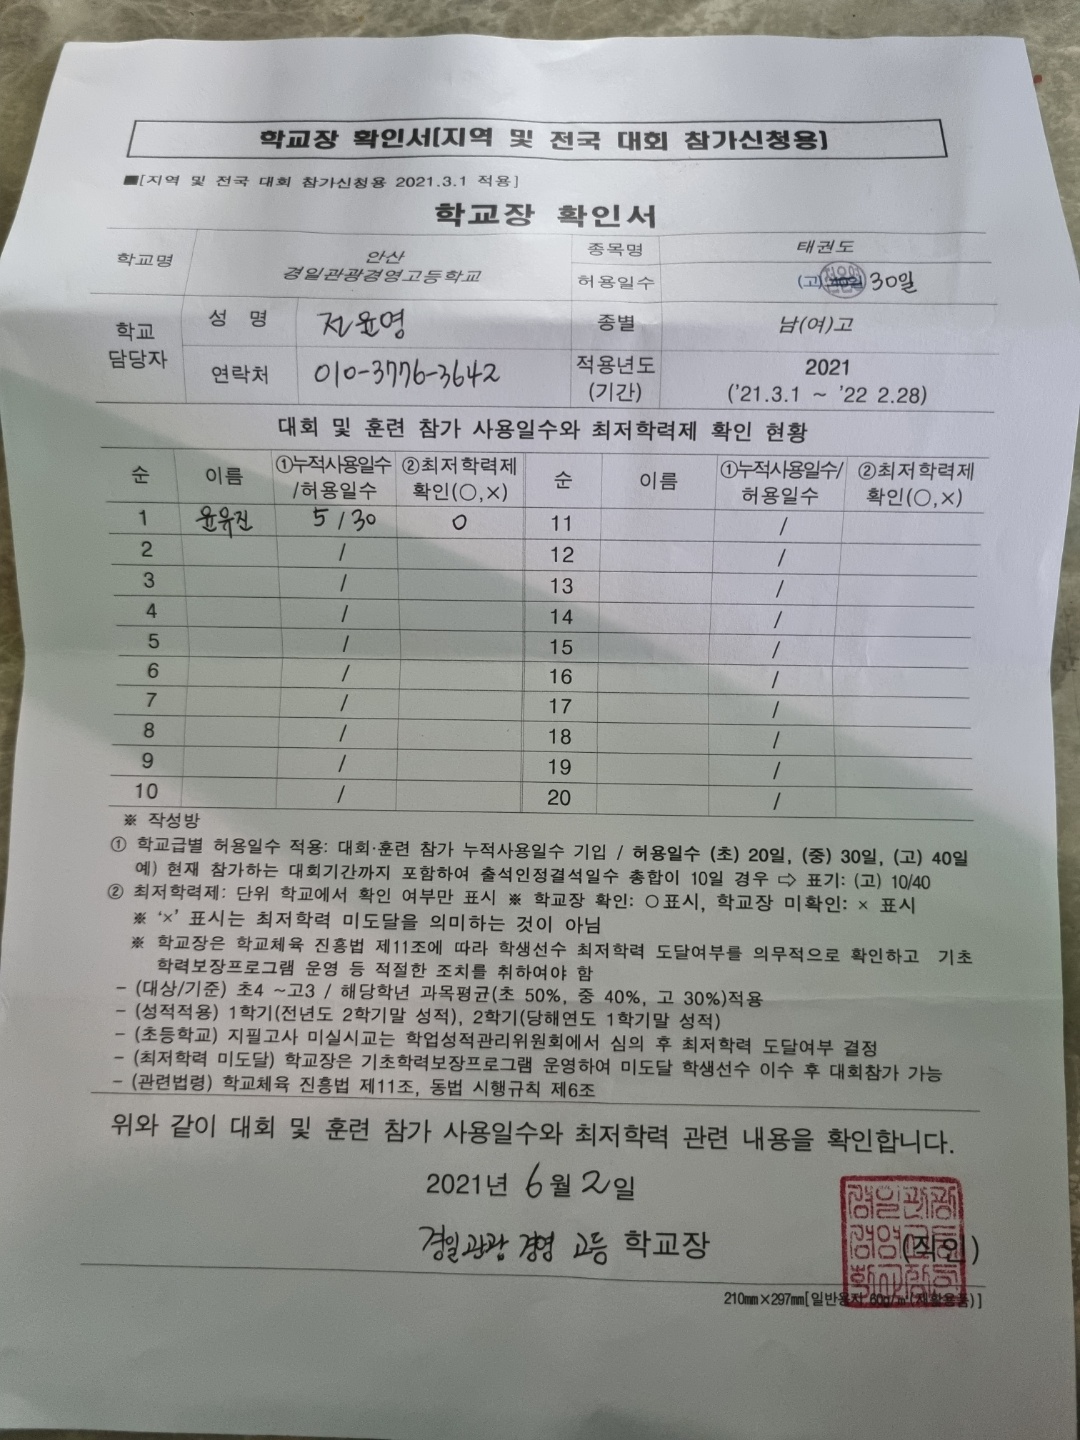 학교장 확인서[지역 및 전국 대회 참가신청용]
■[지역 및 전국 대회 참가신청용 2021.3.1 적용]
학교장 확인서
학교명 안산 경일관광경영고등학교 종목명 태권도
허용일수 (고) 30일
학교 담당자 성 명 전윤영 종별 남(여)고
연락처 010-3776-3642 적용년도 (기간) 2021 ('21.3.1 ~ '22 2.28)
대회 및 훈련 참가 사용일수와 최저학력제 확인 현황
순 이름 ①누적사용일수/허용일수 ②최저학력제 확인(○,×) 순 이름 ①누적사용일수/허용일수 ②최저학력제 확인(○,×)
1 윤유진 5 / 30 ○ 11 /
2 / 12 /
3 / 13 /
4 / 14 /
5 / 15 /
6 / 16 /
7 / 17 /
8 / 18 /
9 / 19 /
10 / 20 /
※ 작성방
① 학교급별 허용일수 적용: 대회·훈련 참가 누적사용일수 기입 / 허용일수 (초) 20일, (중) 30일, (고) 40일
예) 현재 참가하는 대회기간까지 포함하여 출석인정결석일수 총합이 10일 경우 ⇨ 표기: (고) 10/40
② 최저학력제: 단위 학교에서 확인 여부만 표시 ※ 학교장 확인: ○표시, 학교장 미확인: × 표시
※ '×' 표시는 최저학력 미도달을 의미하는 것이 아님
※ 학교장은 학교체육 진흥법 제11조에 따라 학생선수 최저학력 도달여부를 의무적으로 확인하고 기초
학력보장프로그램 운영 등 적절한 조치를 취하여야 함
- (대상/기준) 초4 ~고3 / 해당학년 과목평균(초 50%, 중 40%, 고 30%)적용
- (성적적용) 1학기(전년도 2학기말 성적), 2학기(당해연도 1학기말 성적)
- (초등학교) 지필고사 미실시교는 학업성적관리위원회에서 심의 후 최저학력 도달여부 결정
- (최저학력 미도달) 학교장은 기초학력보장프로그램 운영하여 미도달 학생선수 이수 후 대회참가 가능
- (관련법령) 학교체육 진흥법 제11조, 동법 시행규칙 제6조
위와 같이 대회 및 훈련 참가 사용일수와 최저학력 관련 내용을 확인합니다.
2021년 6월 2일
경일관광 경영 고등 학교장 (직인)
210㎜×297㎜[일반용지 60g/㎡(재활용품)]